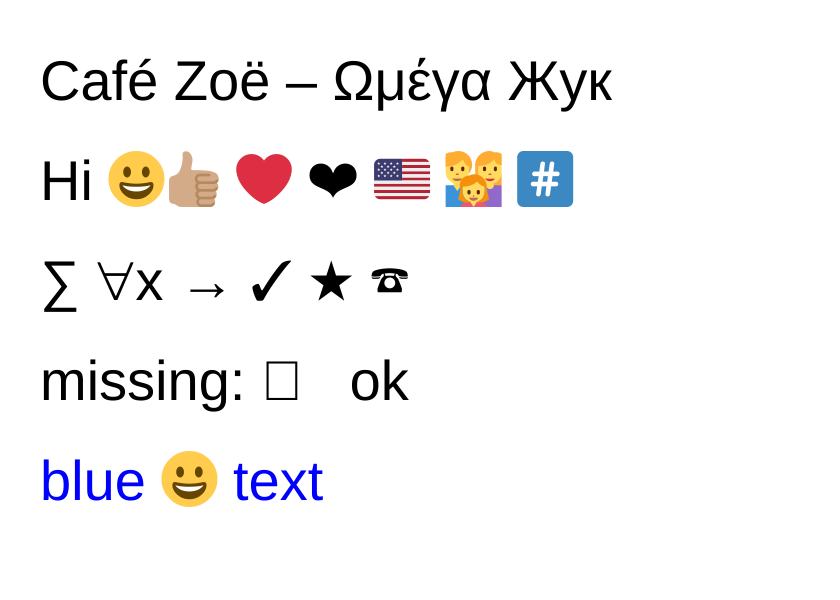 Café Zoë – Ωμέγα Жук
Hi 😀👍🏽 ❤️ ❤ 🇺🇸 👨‍👩‍👧 #️⃣
∑ ∀x → ✓ ★ ☎
missing: □ ok
blue 😀 text